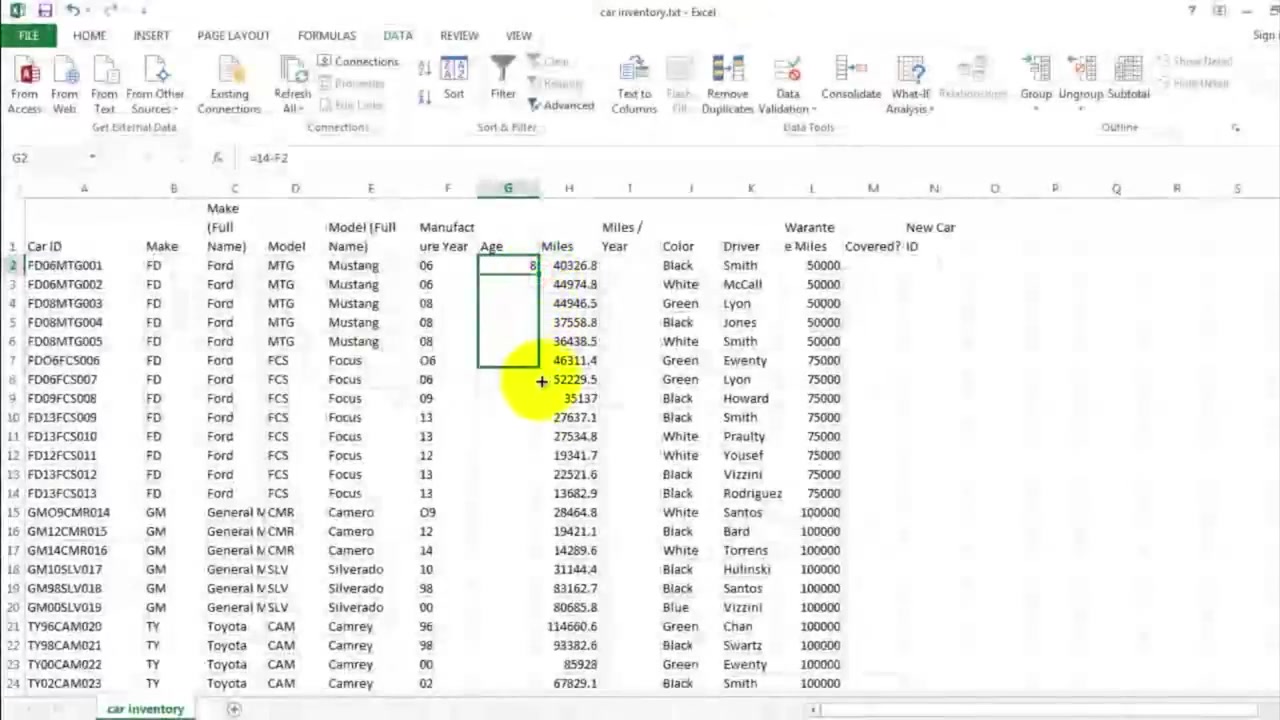 car inventory.txt - Excel
?
FILE HOME INSERT PAGE LAYOUT FORMULAS DATA REVIEW VIEW Sign
From Access From Web From Text From Other Sources Existing Connections Refresh All Connections Properties Edit Links Sort Filter Clear Reapply Advanced Text to Columns Flash Fill Remove Duplicates Data Validation Consolidate What-If Analysis Relationships Group Ungroup Subtotal Show Detail Hide Detail
Get External Data Connections Sort & Filter Data Tools Outline
G2 fx =14-F2
A B C D E F G H I J K L M N O P Q R S
1 Car ID Make Make (Full Name) Model Model (Full Name) Manufacture Year Age Miles Miles / Year Color Driver Warantee Miles Covered? New Car ID
2 FD06MTG001 FD Ford MTG Mustang 06 8 40326.8 Black Smith 50000
3 FD06MTG002 FD Ford MTG Mustang 06 44974.8 White McCall 50000
4 FD08MTG003 FD Ford MTG Mustang 08 44946.5 Green Lyon 50000
5 FD08MTG004 FD Ford MTG Mustang 08 37558.8 Black Jones 50000
6 FD08MTG005 FD Ford MTG Mustang 08 36438.5 White Smith 50000
7 FDO6FCS006 FD Ford FCS Focus O6 46311.4 Green Ewenty 75000
8 FD06FCS007 FD Ford FCS Focus 06 52229.5 Green Lyon 75000
9 FD09FCS008 FD Ford FCS Focus 09 35137 Black Howard 75000
10 FD13FCS009 FD Ford FCS Focus 13 27637.1 Black Smith 75000
11 FD13FCS010 FD Ford FCS Focus 13 27534.8 White Praulty 75000
12 FD12FCS011 FD Ford FCS Focus 12 19341.7 White Yousef 75000
13 FD13FCS012 FD Ford FCS Focus 13 22521.6 Black Vizzini 75000
14 FD13FCS013 FD Ford FCS Focus 13 13682.9 Black Rodriguez 75000
15 GMO9CMR014 GM General M CMR Camero O9 28464.8 White Santos 100000
16 GM12CMR015 GM General M CMR Camero 12 19421.1 Black Bard 100000
17 GM14CMR016 GM General M CMR Camero 14 14289.6 White Torrens 100000
18 GM10SLV017 GM General M SLV Silverado 10 31144.4 Black Hulinski 100000
19 GM98SLV018 GM General M SLV Silverado 98 83162.7 Black Santos 100000
20 GM00SLV019 GM General M SLV Silverado 00 80685.8 Blue Vizzini 100000
21 TY96CAM020 TY Toyota CAM Camrey 96 114660.6 Green Chan 100000
22 TY98CAM021 TY Toyota CAM Camrey 98 93382.6 Black Swartz 100000
23 TY00CAM022 TY Toyota CAM Camrey 00 85928 Green Ewenty 100000
24 TY02CAM023 TY Toyota CAM Camrey 02 67829.1 Black Smith 100000
car inventory